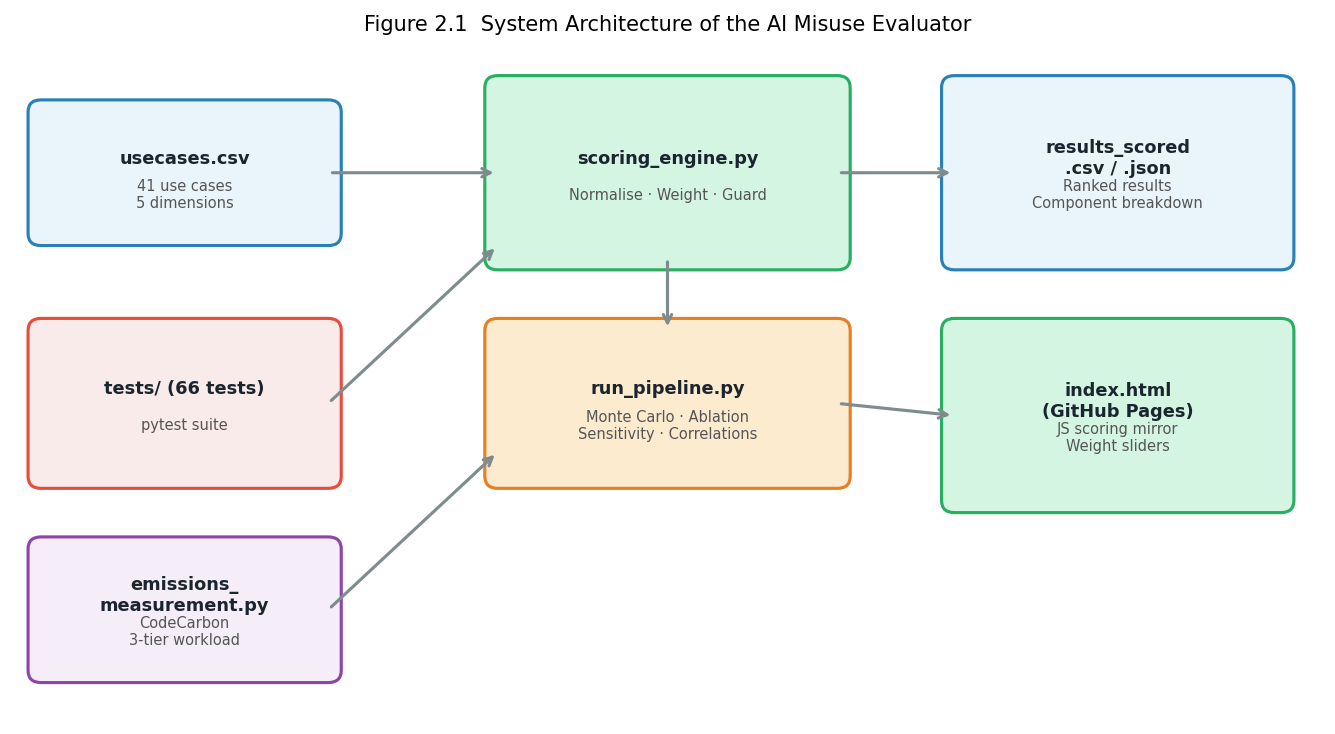 Figure 2.1  System Architecture of the AI Misuse Evaluator
usecases.csv
41 use cases
5 dimensions
scoring_engine.py
Normalise · Weight · Guard
results_scored
.csv / .json
Ranked results
Component breakdown
tests/ (66 tests)
pytest suite
run_pipeline.py
Monte Carlo · Ablation
Sensitivity · Correlations
index.html
(GitHub Pages)
JS scoring mirror
Weight sliders
emissions_
measurement.py
CodeCarbon
3-tier workload